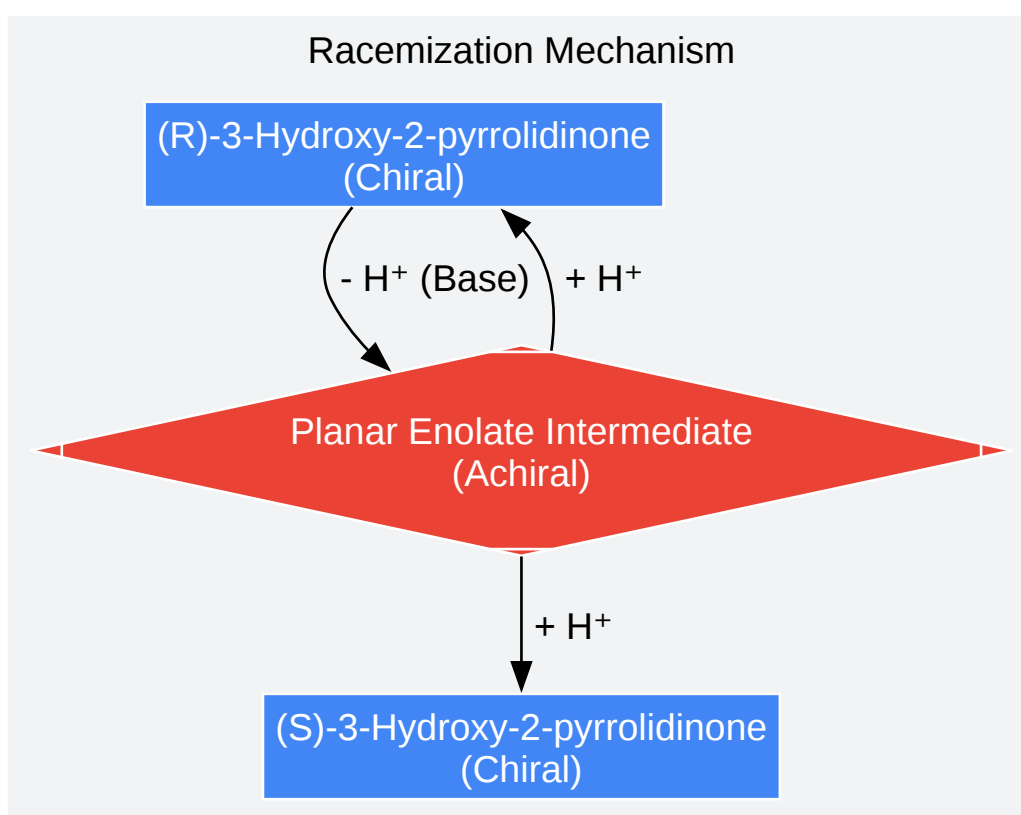 Racemization Mechanism
(R)-3-Hydroxy-2-pyrrolidinone
(Chiral)
- H⁺ (Base)
+ H⁺
Planar Enolate Intermediate
(Achiral)
+ H⁺
(S)-3-Hydroxy-2-pyrrolidinone
(Chiral)